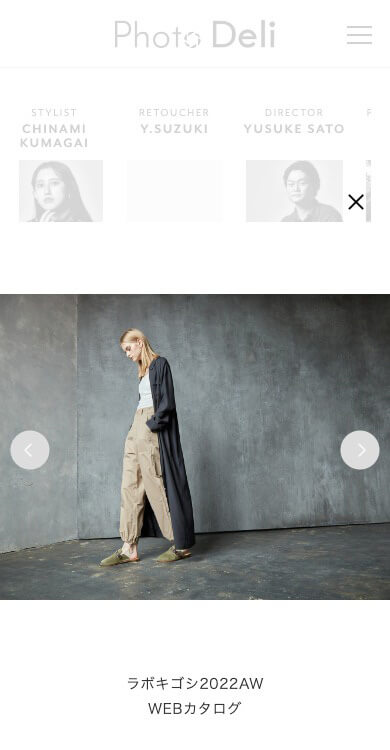 Photo Deli
STYLIST
CHINAMI
KUMAGAI
RETOUCHER
Y.SUZUKI
DIRECTOR
YUSUKE SATO
P
ラボキゴシ2022AW
WEBカタログ